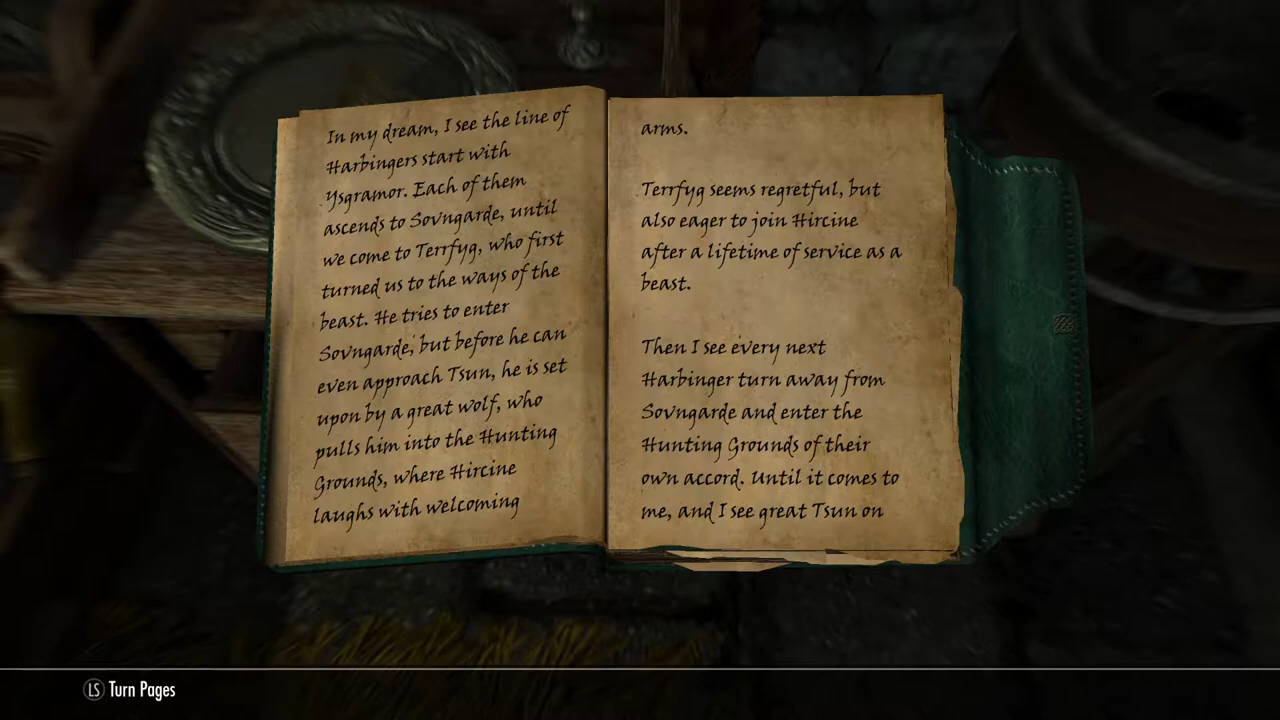 In my dream, I see the line of
Harbingers start with
Ysgramor. Each of them
ascends to Sovngarde, until
we come to Terrfyg, who first
turned us to the ways of the
beast. He tries to enter
Sovngarde, but before he can
even approach Tsun, he is set
upon by a great wolf, who
pulls him into the Hunting
Grounds, where Hircine
laughs with welcoming
arms.
Terrfyg seems regretful, but
also eager to join Hircine
after a lifetime of service as a
beast.
Then I see every next
Harbinger turn away from
Sovngarde and enter the
Hunting Grounds of their
own accord. Until it comes to
me, and I see great Tsun on
LS Turn Pages